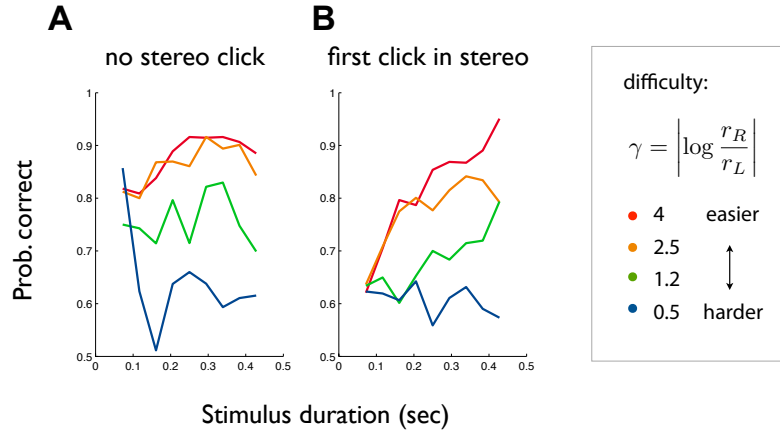 A
B
no stereo click
first click in stereo
Prob. correct
1
0.9
0.8
0.7
0.6
0.5
0 0.1 0.2 0.3 0.4 0.5
1
0.9
0.8
0.7
0.6
0.5
0 0.1 0.2 0.3 0.4 0.5
Stimulus duration (sec)
difficulty:
γ = |log r_R / r_L|
4 easier
2.5
1.2
0.5 harder